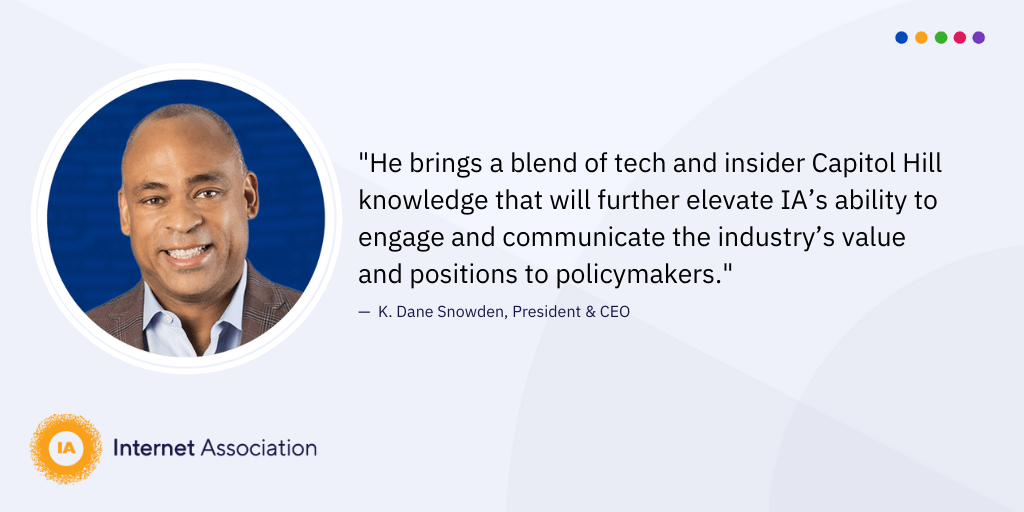 "He brings a blend of tech and insider Capitol Hill
knowledge that will further elevate IA’s ability to
engage and communicate the industry’s value
and positions to policymakers."
— K. Dane Snowden, President & CEO
IA
Internet Association